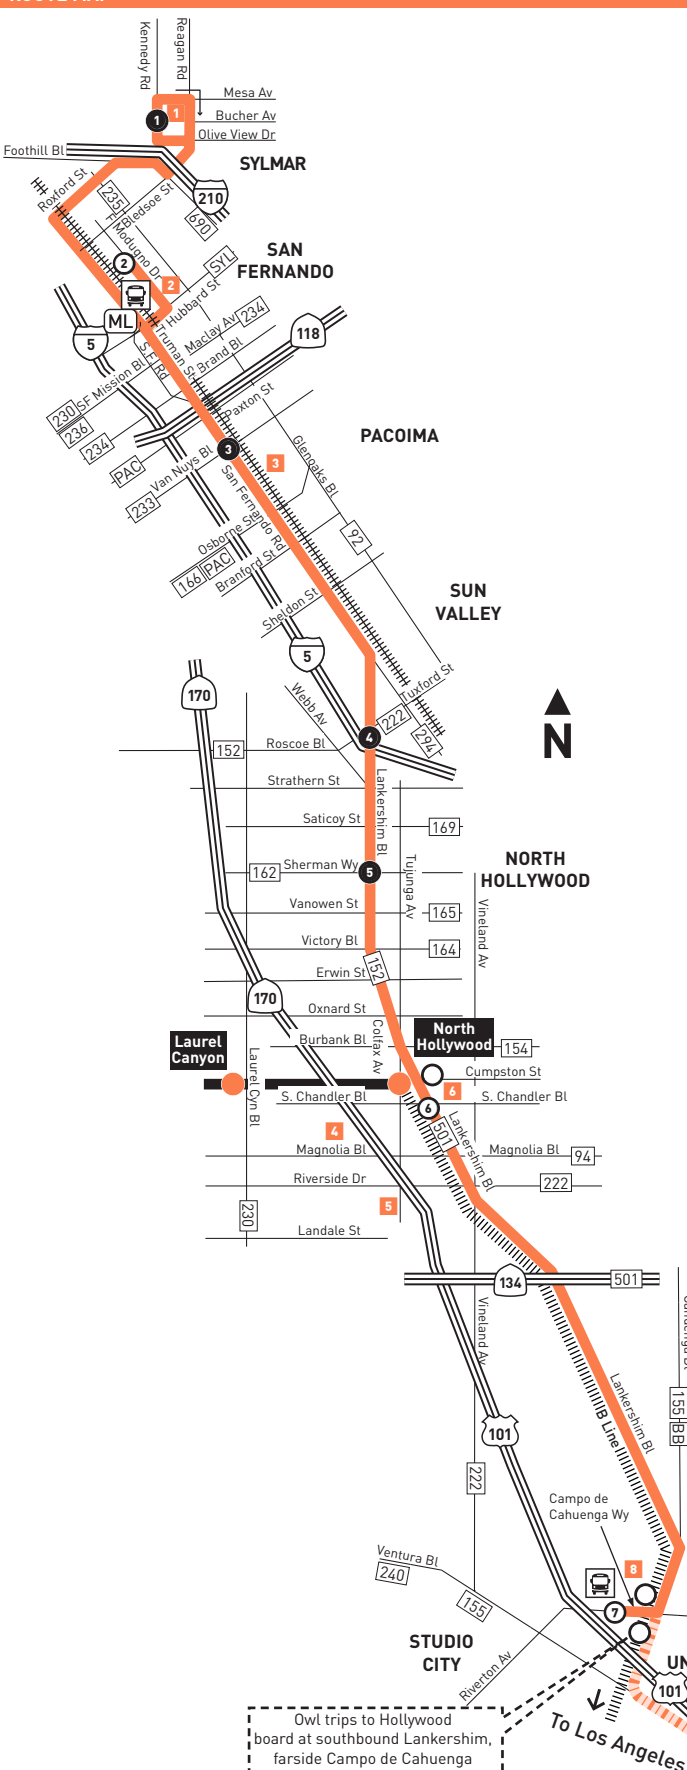 Kennedy Rd
Reagan Rd
Mesa Av
Bucher Av
Olive View Dr
1
1
Foothill Bl
SYLMAR
Roxford St
235
Bledsoe St
210
690
F Modugno Dr
SAN
FERNANDO
2
SYL
2
Hubbard St
ML
Maclay Av
234
118
5
Truman St
S.F. Rd
Brand Bl
SF Mission Bl
230
236
234
Paxton St
PACOIMA
PAC
3
Van Nuys Bl
3
Glenoaks Bl
233
San Fernando Rd
Osborne St
166
PAC
Branford St
92
Sheldon St
SUN
VALLEY
5
170
Tuxford St
Webb Av
222
294
N
152
Roscoe Bl
4
Strathern St
Lankershim Bl
Saticoy St
169
162
Sherman Wy
5
Tujunga Av
NORTH
HOLLYWOOD
Vanowen St
165
Vineland Av
Victory Bl
164
152
Erwin St
170
Oxnard St
Laurel
Canyon
Burbank Bl
Colfax Av
North
Hollywood
154
Laurel Cyn Bl
Cumpston St
6
S. Chandler Bl
6
S. Chandler Bl
501
Lankershim Bl
4
Magnolia Bl
Magnolia Bl
94
Riverside Dr
222
5
230
Landale St
134
501
Vineland Av
Lankershim Bl
B Line
155
BB
101
222
Campo de
Cahuenga Wy
Ventura Bl
240
8
155
7
STUDIO
CITY
Riverton Av
UN
101
To Los Angeles
Owl trips to Hollywood
board at southbound Lankershim,
farside Campo de Cahuenga